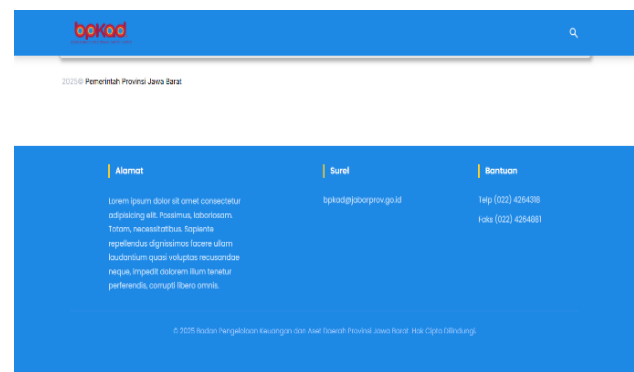 bpkad
2025© Pemerintah Provinsi Jawa Barat
Alamat
Lorem ipsum dolor sit amet consectetur
adipisicing elit. Possimus, laboriosam.
Totam, necessitatibus. Sapiente
repellendus dignissimos facere ullam
laudantium quasi voluptas recusandae
neque, impedit dolorem illum tenetur
perferendis, corrupti libero omnis.
Surel
bpkad@jabarprov.go.id
Bantuan
Telp (022) 4264318
Faks (022) 4264881
© 2025 Badan Pengelolaan Keuangan dan Aset Daerah Provinsi Jawa Barat. Hak Cipta Dilindungi.